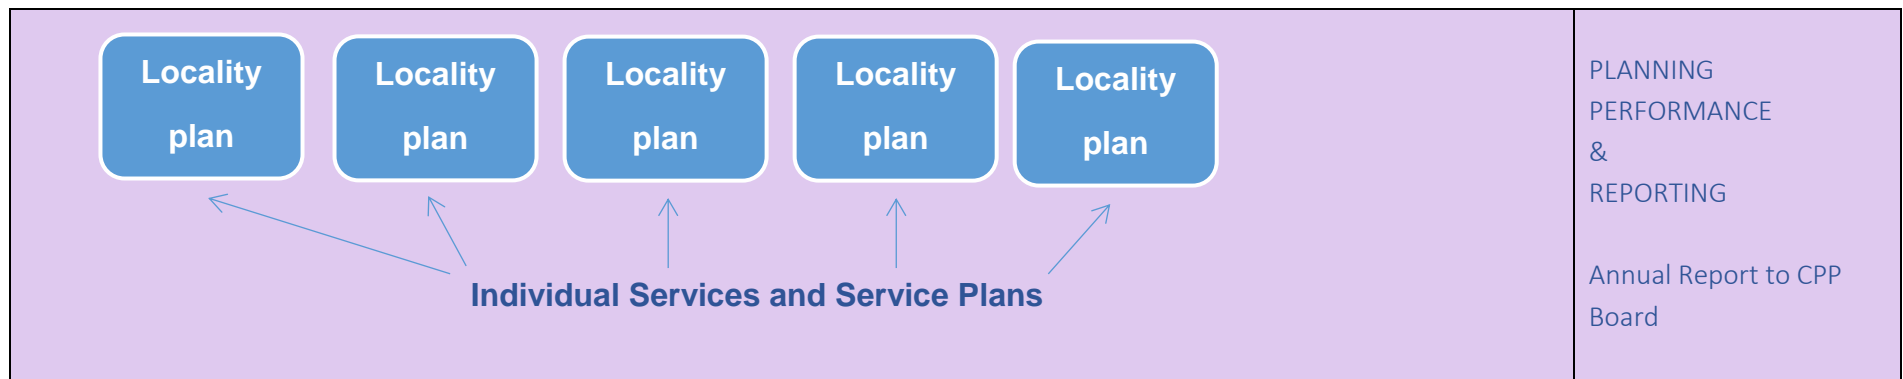 Locality
plan
Locality
plan
Locality
plan
Locality
plan
Locality
plan
Individual Services and Service Plans
PLANNING
PERFORMANCE
&
REPORTING
Annual Report to CPP
Board